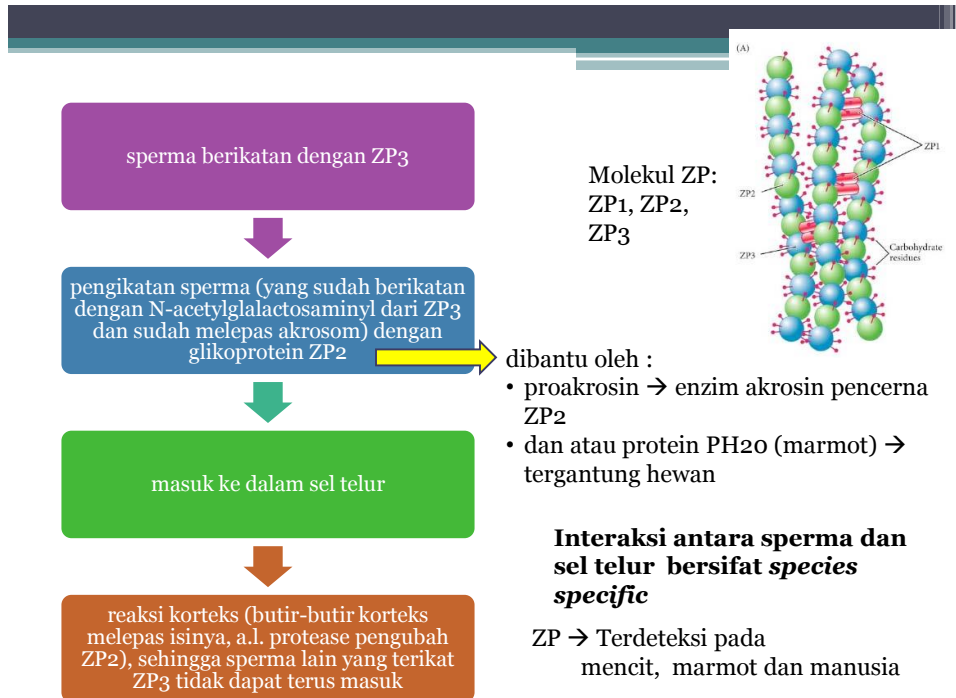 sperma berikatan dengan ZP3
pengikatan sperma (yang sudah berikatan
dengan N-acetylglalactosaminyl dari ZP3
dan sudah melepas akrosom) dengan
glikoprotein ZP2
masuk ke dalam sel telur
reaksi korteks (butir-butir korteks
melepas isinya, a.l. protease pengubah
ZP2), sehingga sperma lain yang terikat
ZP3 tidak dapat terus masuk
Molekul ZP:
ZP1, ZP2,
ZP3
(A)
ZP1
ZP2
ZP3
Carbohydrate
residues
dibantu oleh :
• proakrosin → enzim akrosin pencerna
ZP2
• dan atau protein PH20 (marmot) →
tergantung hewan
Interaksi antara sperma dan
sel telur bersifat species
specific
ZP → Terdeteksi pada
mencit, marmot dan manusia